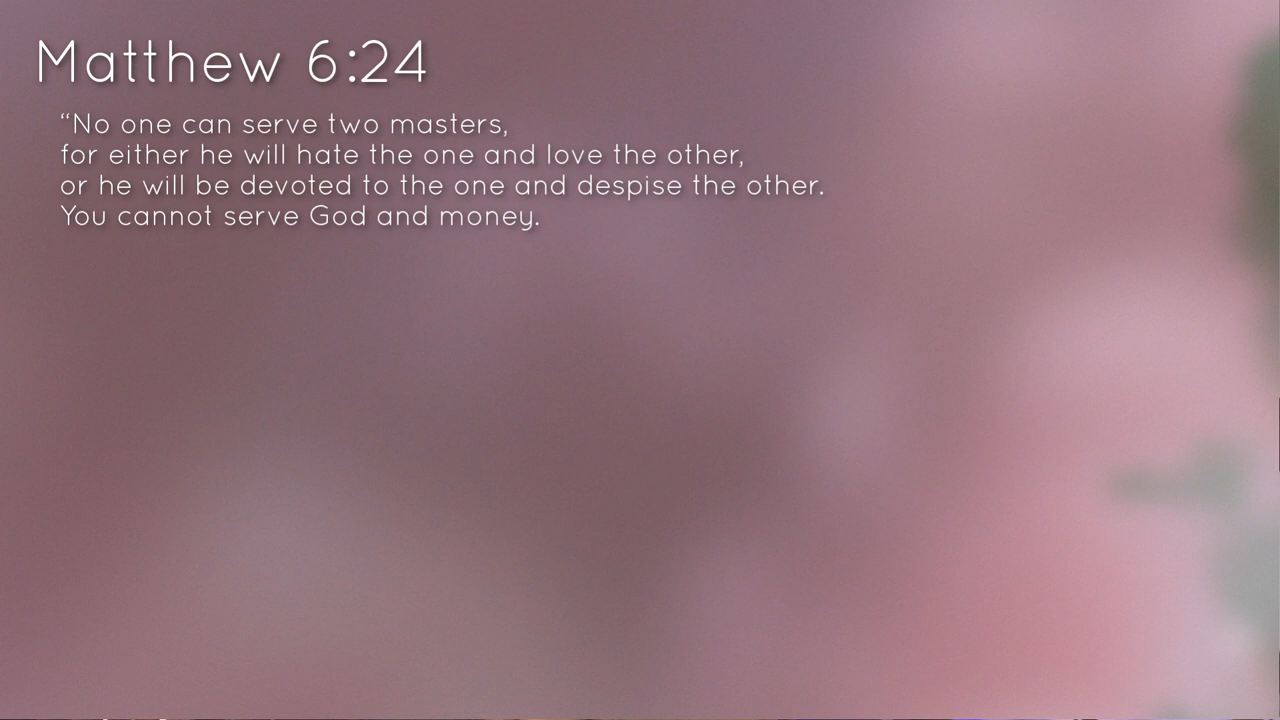 Matthew 6:24
“No one can serve two masters,
for either he will hate the one and love the other,
or he will be devoted to the one and despise the other.
You cannot serve God and money.